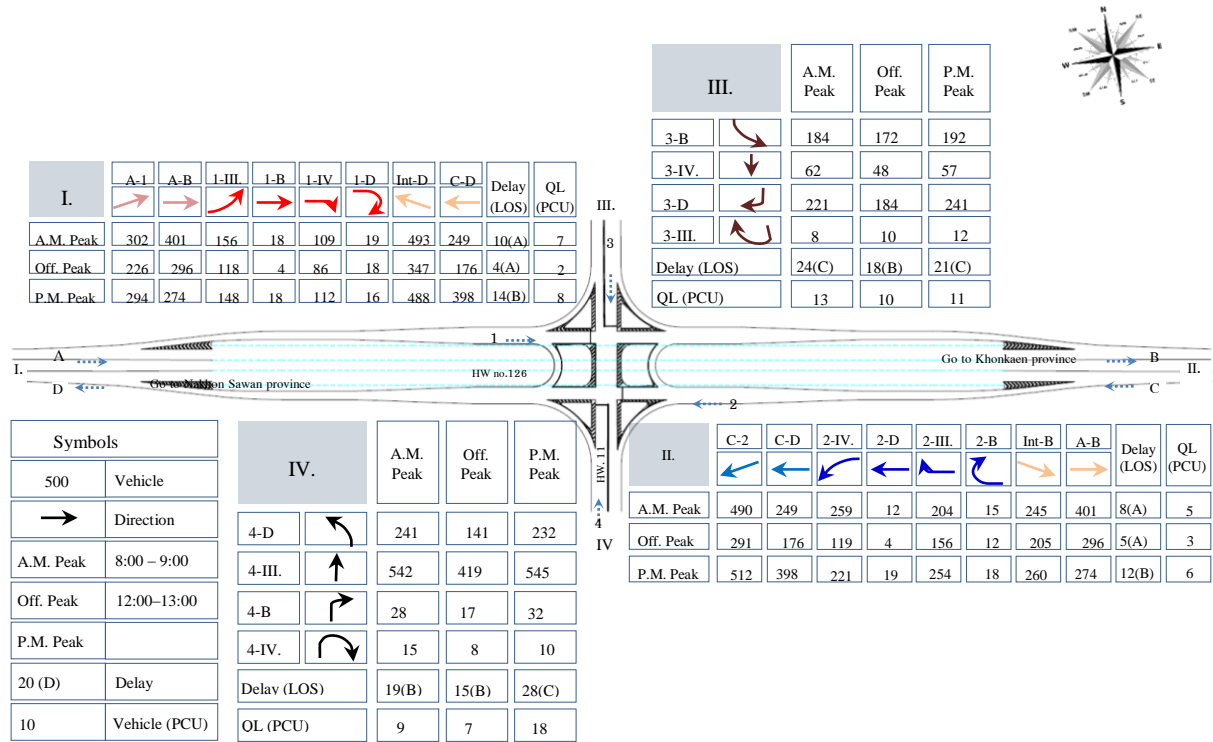 N
W
E
S
III.
A.M. Peak
Off. Peak
P.M. Peak
3-B 184 172 192
3-IV. 62 48 57
3-D 221 184 241
3-III. 8 10 12
Delay (LOS) 24(C) 18(B) 21(C)
QL (PCU) 13 10 11
I.
A-1 A-B 1-III. 1-B 1-IV 1-D Int-D C-D Delay (LOS) QL (PCU)
A.M. Peak 302 401 156 18 109 19 493 249 10(A) 7
Off. Peak 226 296 118 4 86 18 347 176 4(A) 2
P.M. Peak 294 274 148 18 112 16 488 398 14(B) 8
III.
3
1
A
I.
D
Go to Nakhon Sawan province
HW no.126
Go to Khonkaen province
B
II.
C
2
HW. 11
4
IV
Symbols
500 Vehicle
Direction
A.M. Peak 8:00 – 9:00
Off. Peak 12:00–13:00
P.M. Peak
20 (D) Delay
10 Vehicle (PCU)
IV.
A.M. Peak
Off. Peak
P.M. Peak
4-D 241 141 232
4-III. 542 419 545
4-B 28 17 32
4-IV. 15 8 10
Delay (LOS) 19(B) 15(B) 28(C)
QL (PCU) 9 7 18
II.
C-2 C-D 2-IV. 2-D 2-III. 2-B Int-B A-B Delay (LOS) QL (PCU)
A.M. Peak 490 249 259 12 204 15 245 401 8(A) 5
Off. Peak 291 176 119 4 156 12 205 296 5(A) 3
P.M. Peak 512 398 221 19 254 18 260 274 12(B) 6